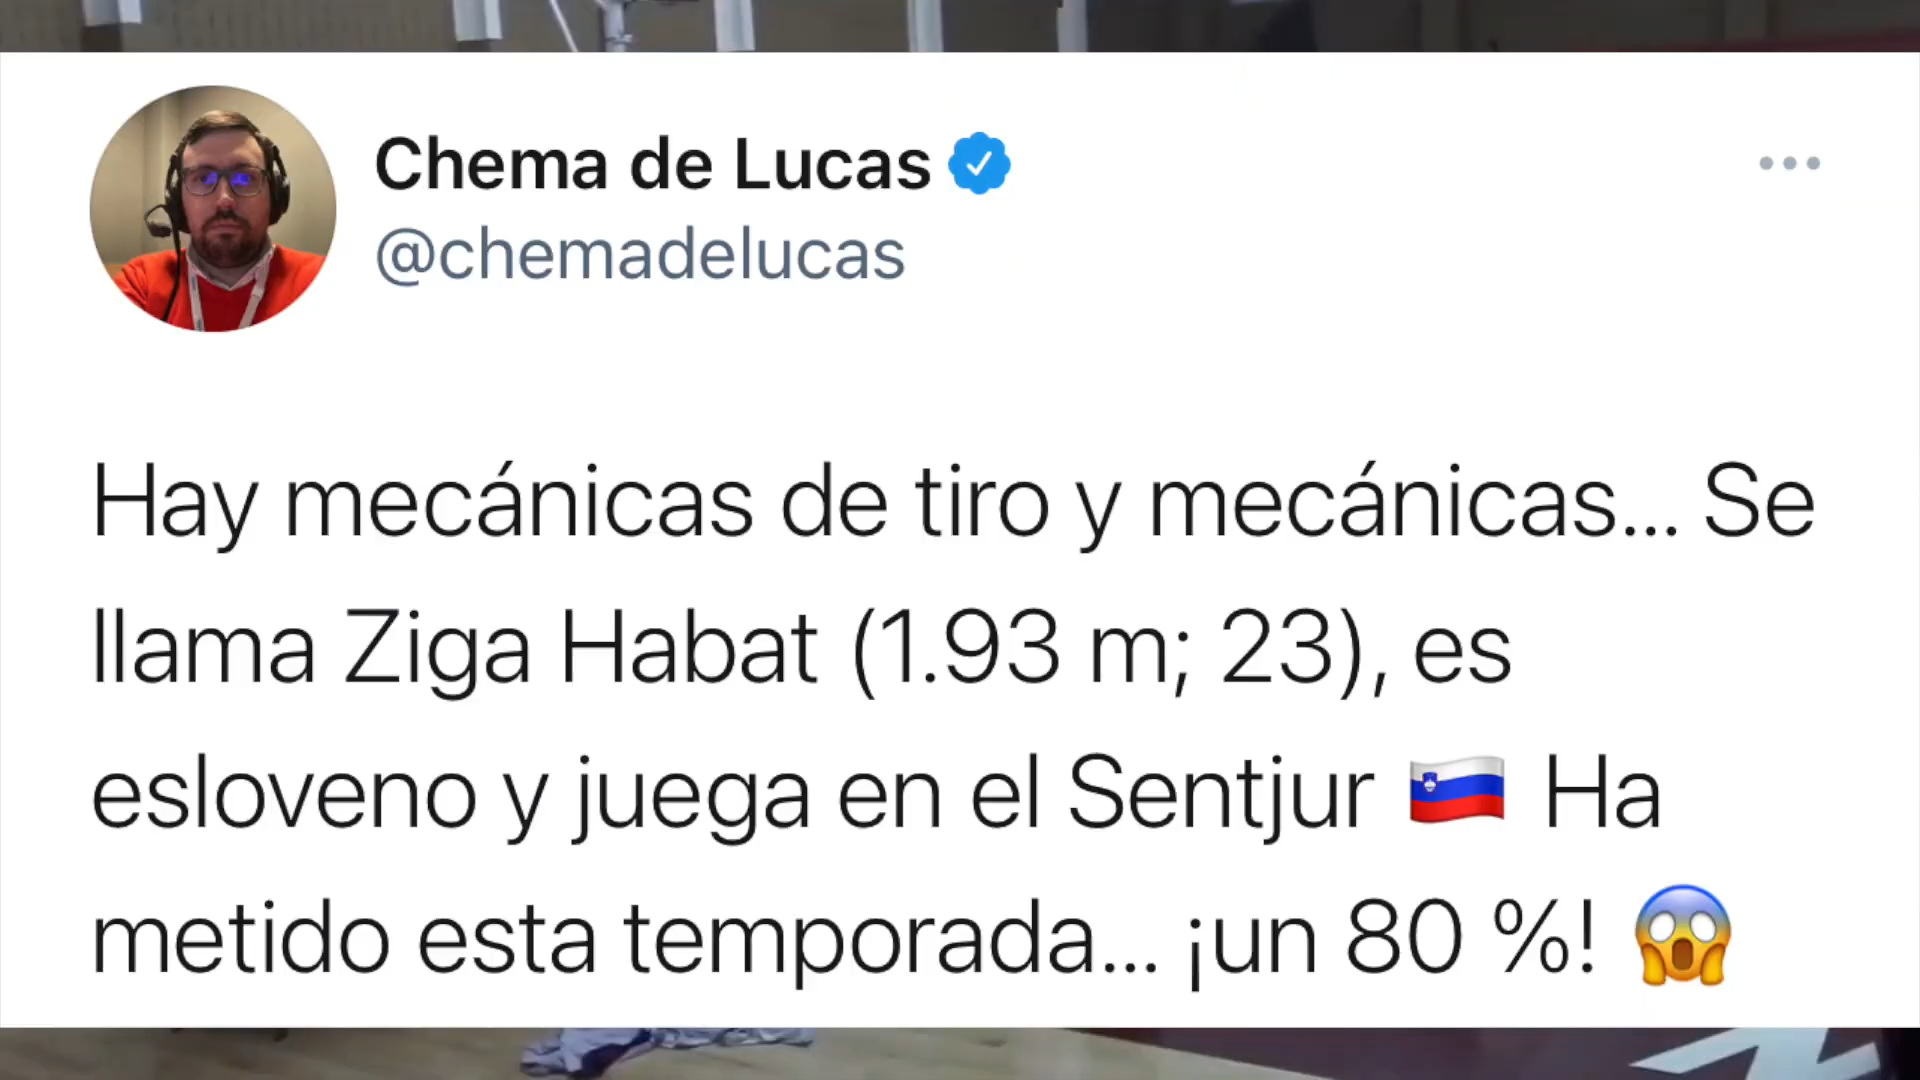 Chema de Lucas
@chemadelucas
Hay mecánicas de tiro y mecánicas... Se
llama Ziga Habat (1.93 m; 23), es
esloveno y juega en el Sentjur 🇸🇮 Ha
metido esta temporada... ¡un 80 %! 😱